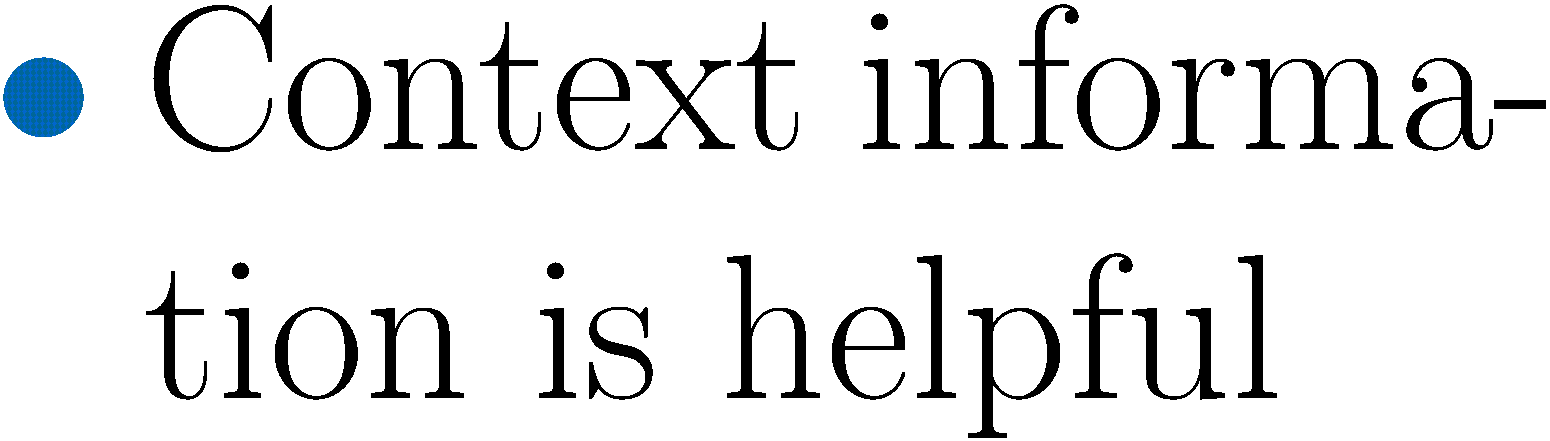 • Context informa-
tion is helpful